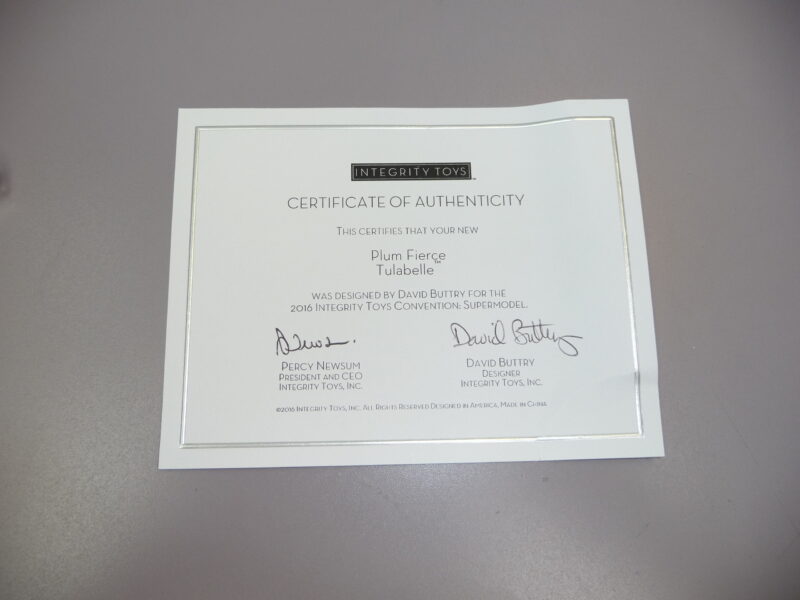 INTEGRITY TOYS™
CERTIFICATE OF AUTHENTICITY
THIS CERTIFIES THAT YOUR NEW
Plum Fierce
Tulabelle™
WAS DESIGNED BY DAVID BUTTRY FOR THE
2016 INTEGRITY TOYS CONVENTION: SUPERMODEL.
David Buttry
PERCY NEWSUM
PRESIDENT AND CEO
INTEGRITY TOYS, INC.
DAVID BUTTRY
DESIGNER
INTEGRITY TOYS, INC.
©2016 INTEGRITY TOYS, INC. ALL RIGHTS RESERVED DESIGNED IN AMERICA, MADE IN CHINA